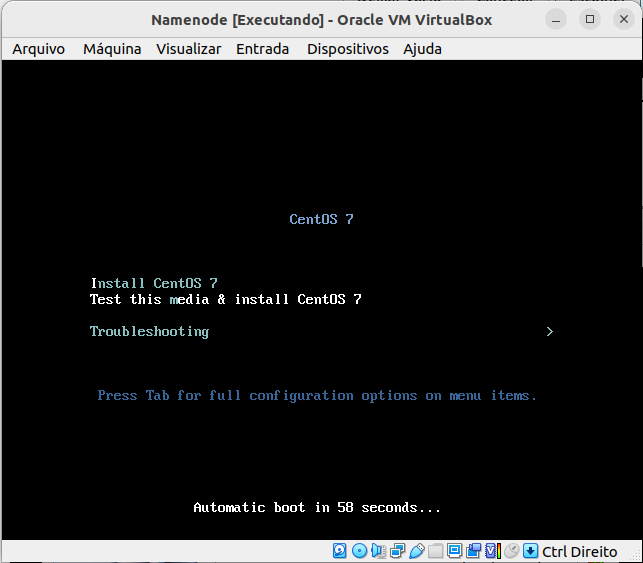 Namenode [Executando] - Oracle VM VirtualBox
Arquivo Máquina Visualizar Entrada Dispositivos Ajuda
CentOS 7
Install CentOS 7
Test this media & install CentOS 7
Troubleshooting >
Press Tab for full configuration options on menu items.
Automatic boot in 58 seconds...
Ctrl Direito